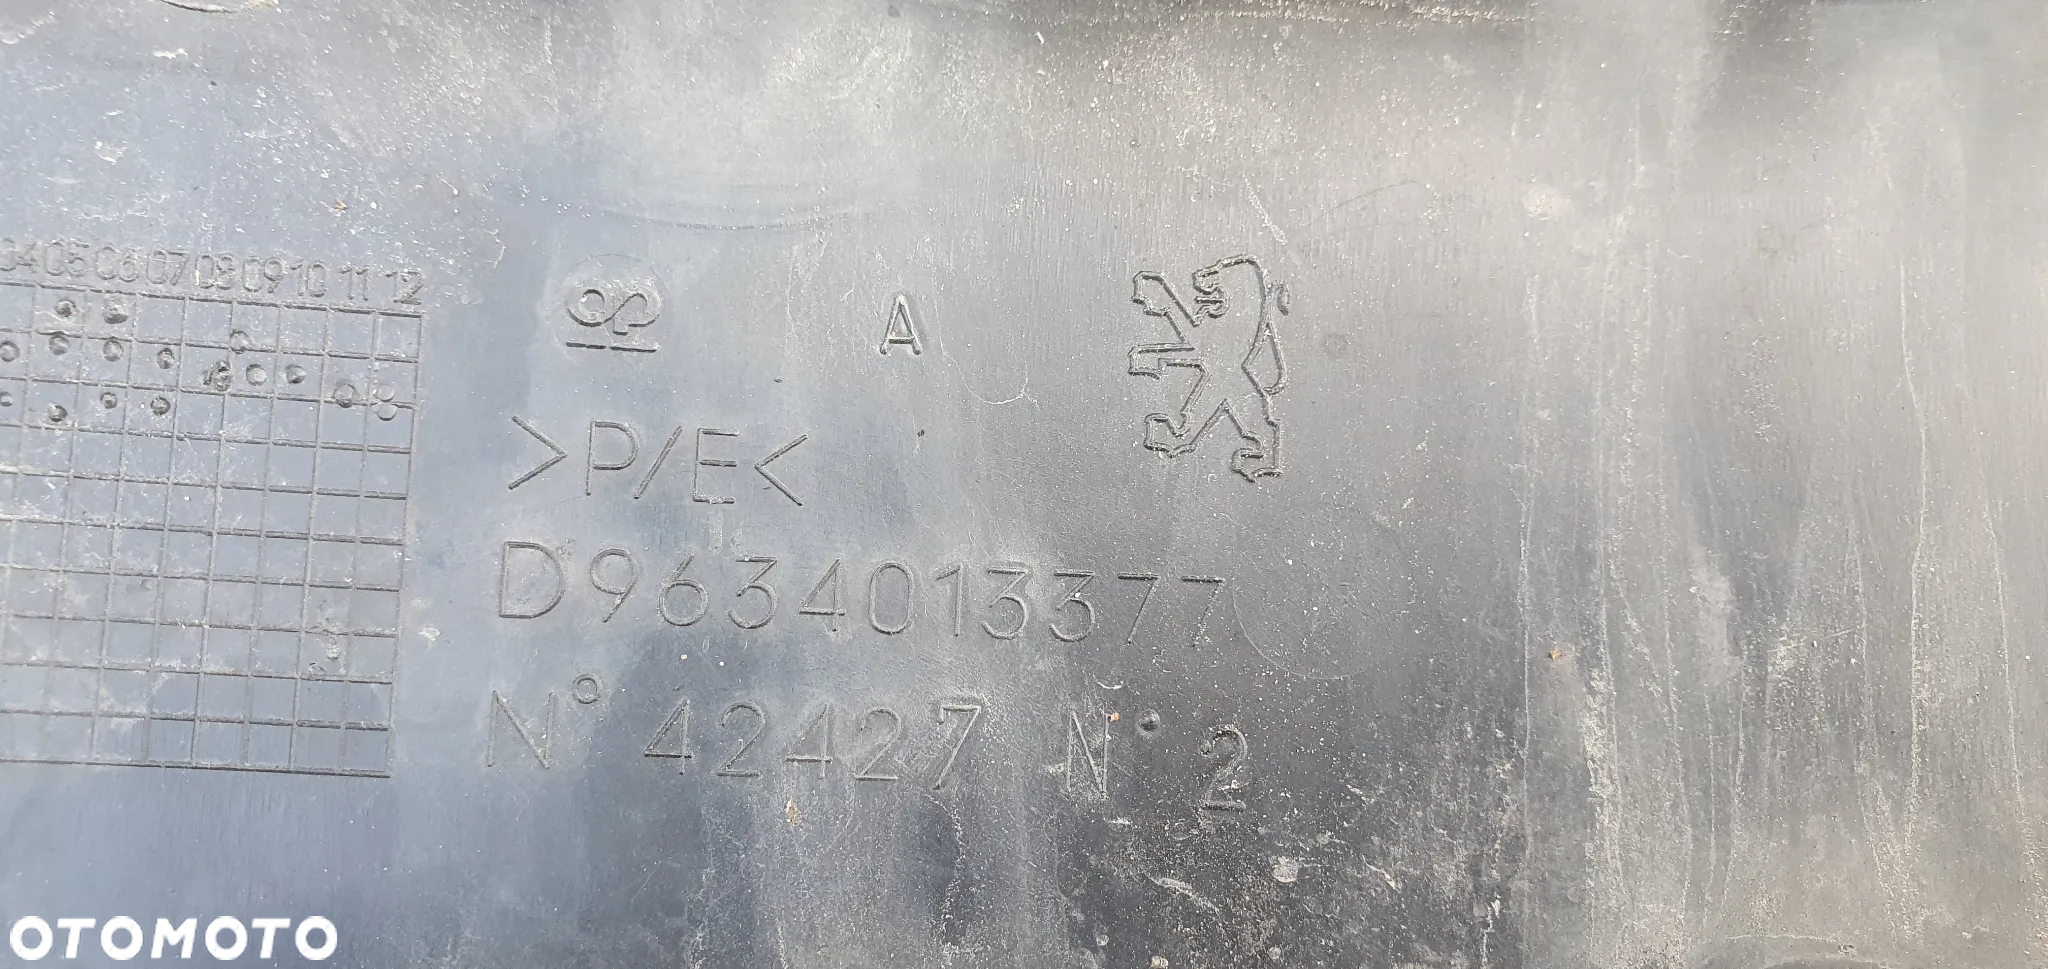 04 05 06 07 08 09 10 11 12
A
>P/E<
D9634013377
N° 42427 N° 2
OTOMOTO